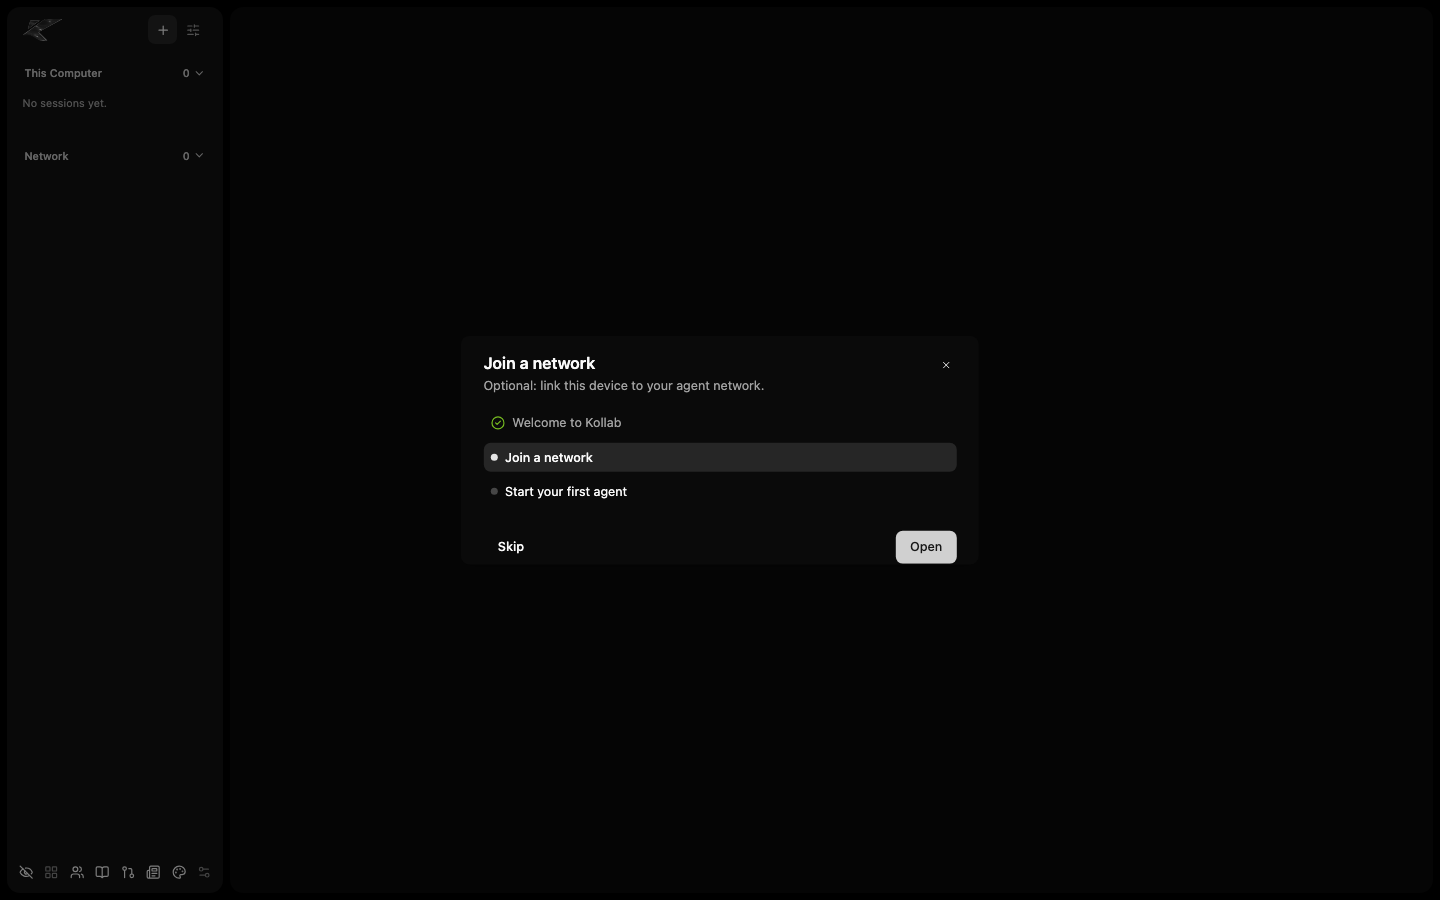 This Computer 0
No sessions yet.
Network 0
Join a network
Optional: link this device to your agent network.
Welcome to Kollab
Join a network
Start your first agent
Skip Open